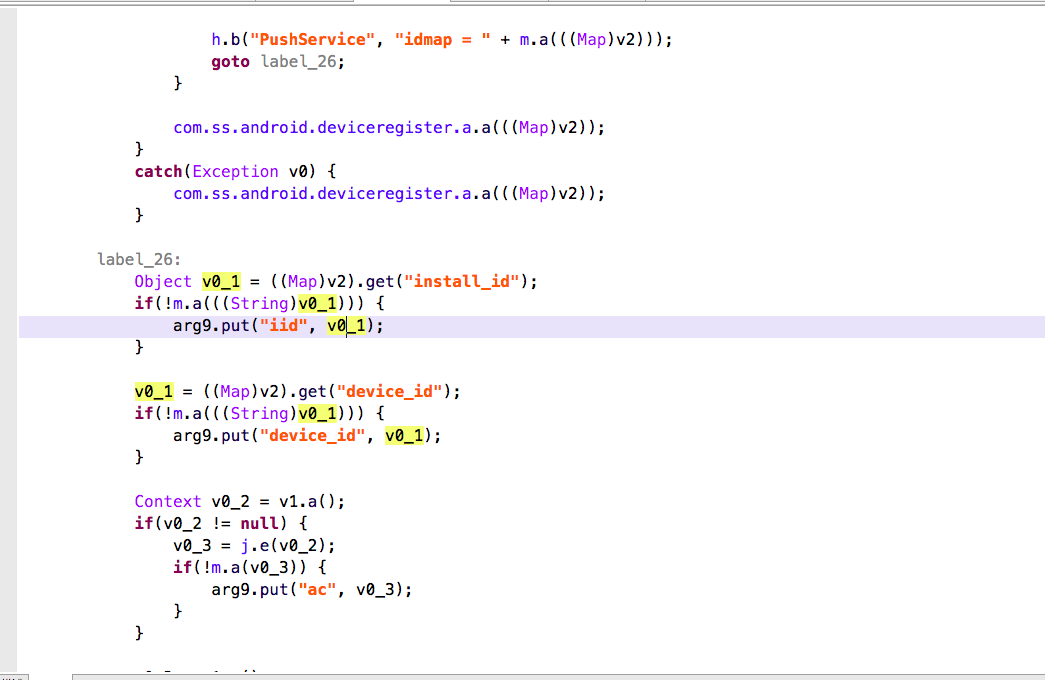 h.b("PushService", "idmap = " + m.a(((Map)v2)));
goto label_26;
}
com.ss.android.deviceregister.a.a(((Map)v2));
}
catch(Exception v0) {
com.ss.android.deviceregister.a.a(((Map)v2));
}
label_26:
Object v0_1 = ((Map)v2).get("install_id");
if(!m.a(((String)v0_1))) {
arg9.put("iid", v0_1);
}
v0_1 = ((Map)v2).get("device_id");
if(!m.a(((String)v0_1))) {
arg9.put("device_id", v0_1);
}
Context v0_2 = v1.a();
if(v0_2 != null) {
v0_3 = j.e(v0_2);
if(!m.a(v0_3)) {
arg9.put("ac", v0_3);
}
}